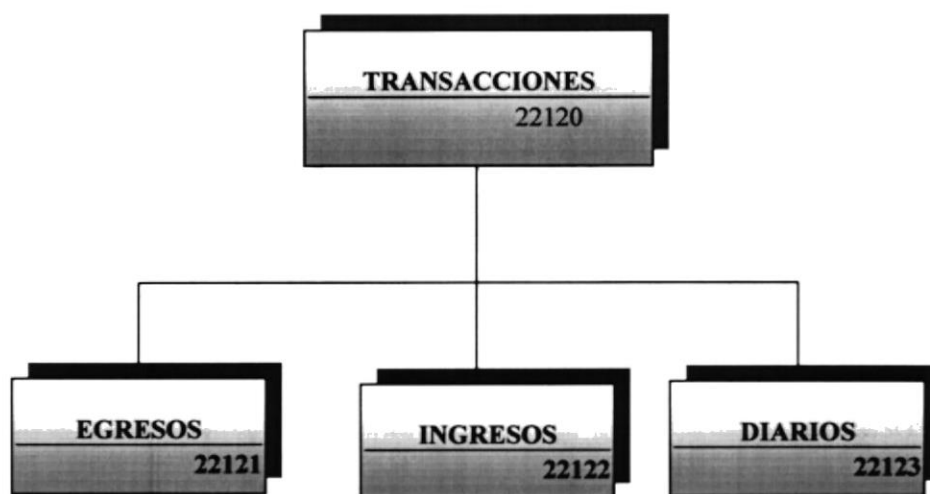 TRANSACCIONES
22120
EGRESOS
22121
INGRESOS
22122
DIARIOS
22123